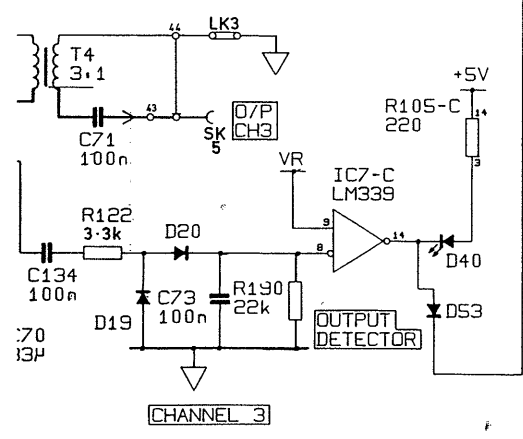 44
LK3
T4
3.1
+5V
R105-C
220
14
3
43
C71
100n
SK
5
O/P
CH3
VR
IC7-C
LM339
9
8
14
D40
R122
3.3k
D20
C134
100n
C73
100n
R190
22k
D19
D53
OUTPUT
DETECTOR
C70
33µ
CHANNEL 3